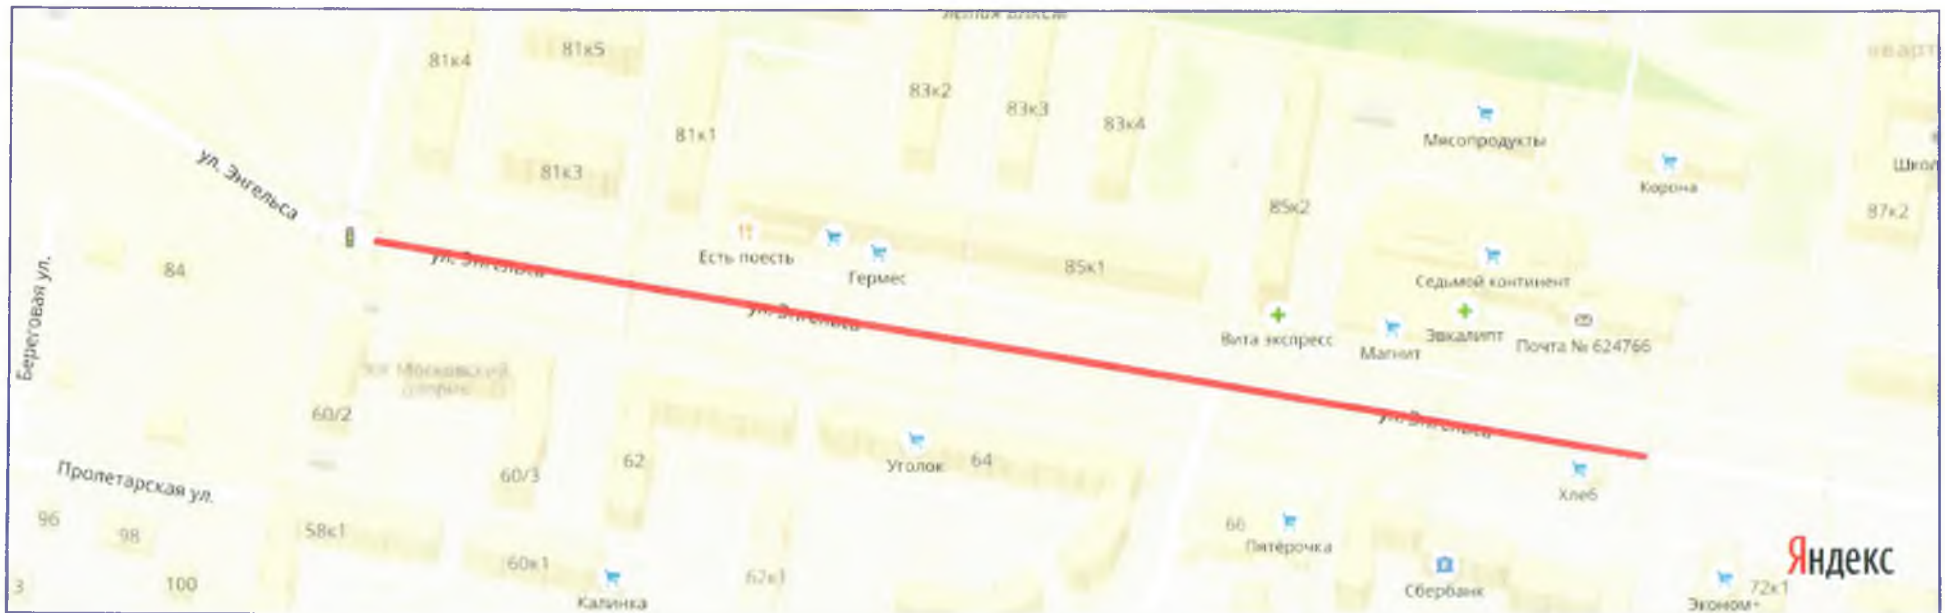 81к4
81к5
83к2
83к3
83к4
Мясопродукты
81к1
81к3
Корона
Школ
85к2
87к2
ул. Энгельса
Есть поесть
Гермес
ул. Энгельса
85к1
84
Береговая ул.
Седьмой континент
ул. Энгельса
Вита экспресс
Магнит
Эвкалипт
Почта № 624766
60/2
ул. Энгельса
Уголок
64
62
60/3
Пролетарская ул.
Хлеб
96
98
58к1
66
Пятёрочка
60к1
62к1
100
3
Калинка
Сбербанк
Яндекс
72к1
Эконом+